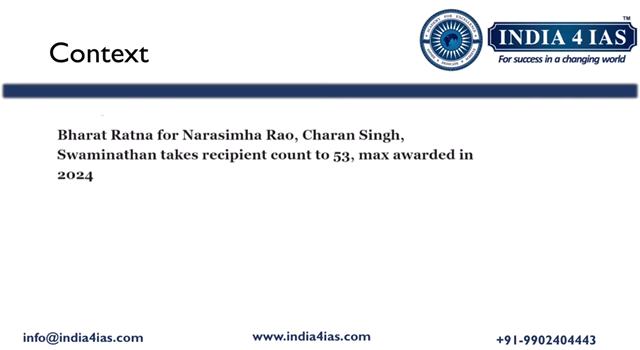 Context
INDIA 4 IAS
TM
For success in a changing world
Bharat Ratna for Narasimha Rao, Charan Singh,
Swaminathan takes recipient count to 53, max awarded in
2024
info@india4ias.com
www.india4ias.com
+91-9902404443